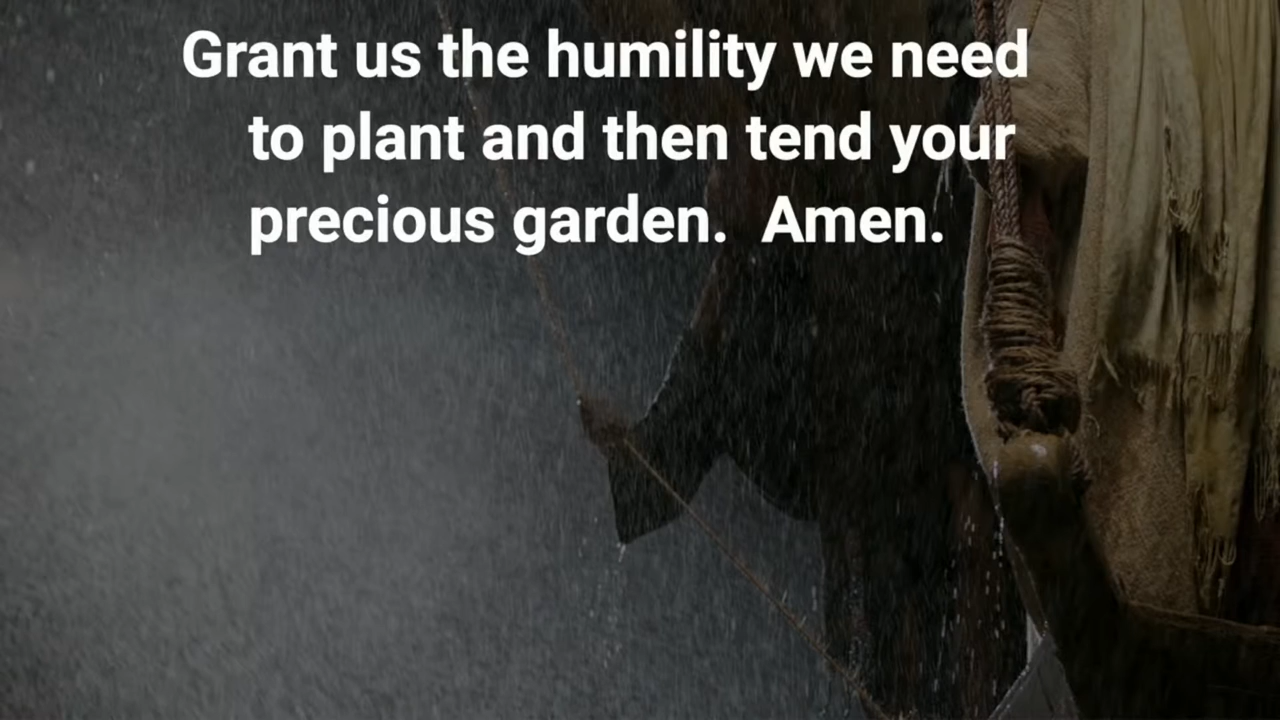 Grant us the humility we need
to plant and then tend your
precious garden.  Amen.